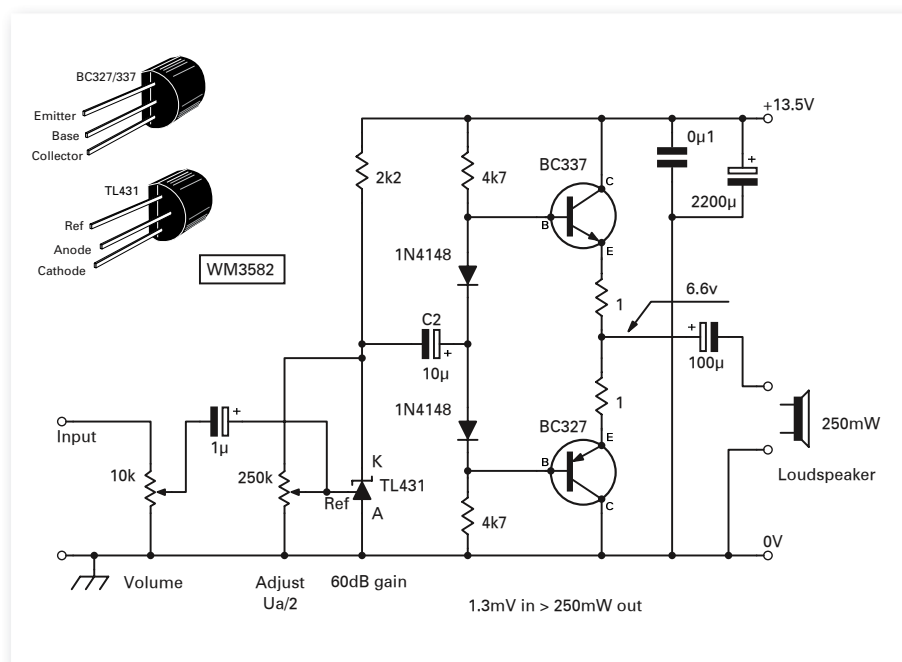 BC327/337
Emitter
Base
Collector
TL431
Ref
Anode
Cathode
WM3582
+13.5V
2k2
4k7
BC337
C
B
E
0µ1
+
2200µ
1N4148
1
6.6v
C2
+
10µ
+
100µ
1N4148
1
BC327
E
B
C
250mW
Loudspeaker
Input
10k
+
1µ
250k
K
TL431
Ref
A
4k7
0V
Volume
Adjust
Ua/2
60dB gain
1.3mV in > 250mW out